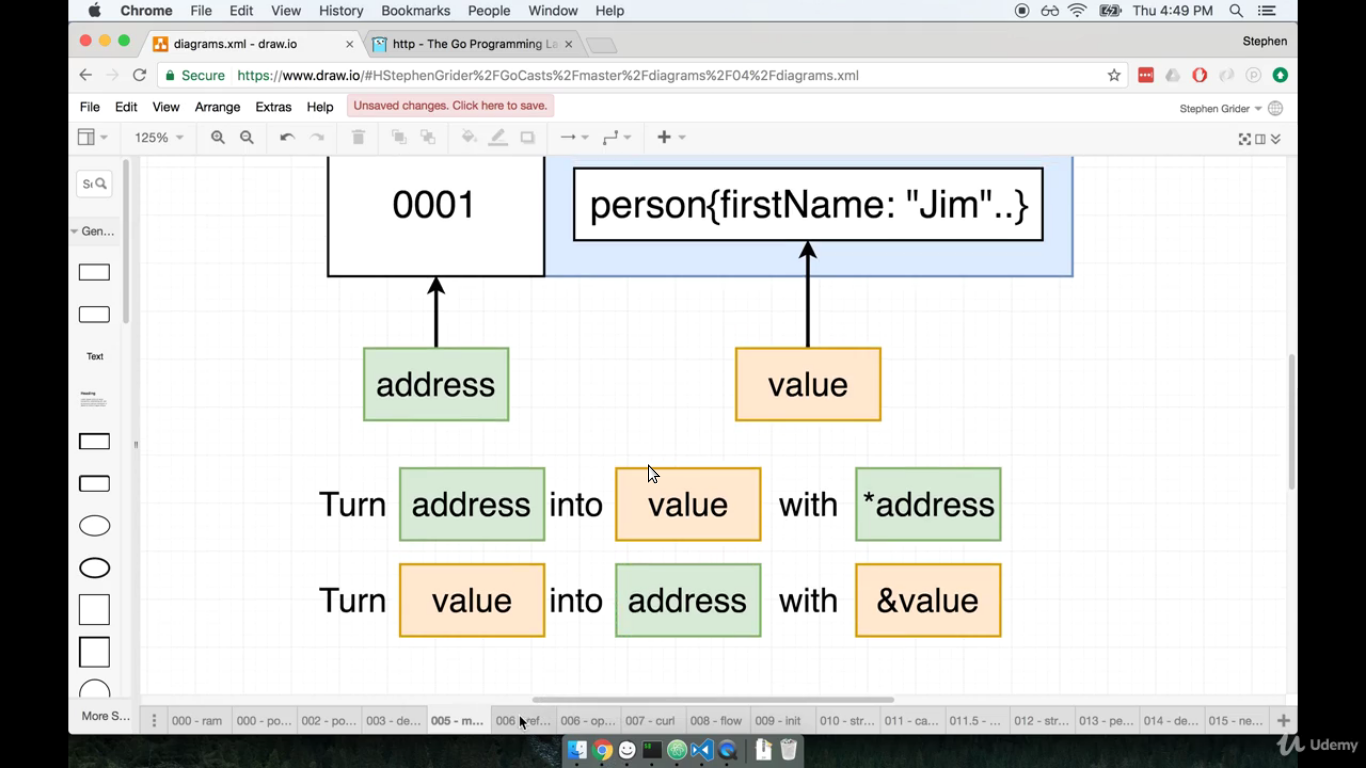 Chrome File Edit View History Bookmarks People Window Help Thu 4:49 PM
diagrams.xml - draw.io http - The Go Programming La Stephen
Secure https://www.draw.io/#HStephenGrider%2FGoCasts%2Fmaster%2Fdiagrams%2F04%2Fdiagrams.xml
File Edit View Arrange Extras Help Unsaved changes. Click here to save. Stephen Grider
125%
0001 person{firstName: "Jim"..}
Gen...
Text
Heading
address value
Turn address into value with *address
Turn value into address with &value
More S... 000 - ram 000 - po... 002 - po... 003 - de... 005 - m... 006 ref... 006 - op... 007 - curl 008 - flow 009 - init 010 - str... 011 - ca... 011.5 - ... 012 - str... 013 - pe... 014 - de... 015 - ne...
Udemy